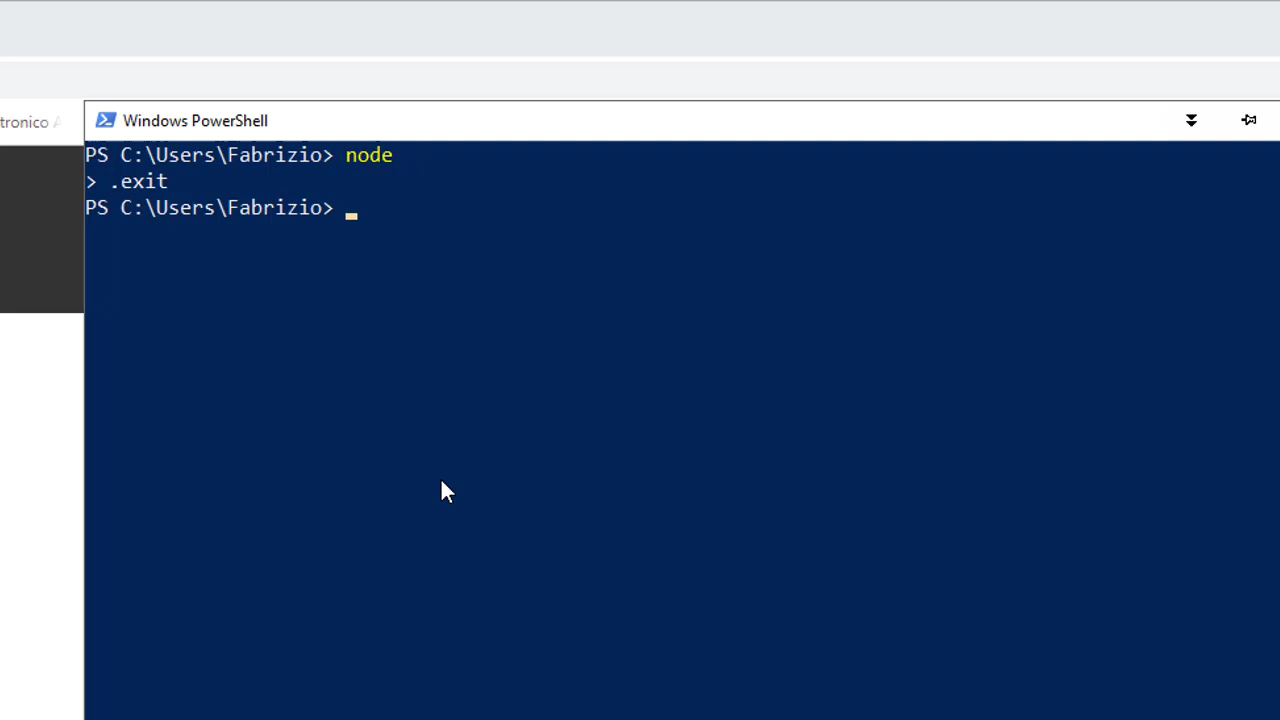 tronico
Windows PowerShell
PS C:\Users\Fabrizio> node
> .exit
PS C:\Users\Fabrizio>